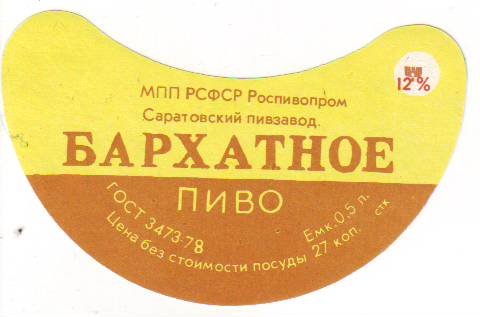 МПП РСФСР Роспивопром
Саратовский пивзавод.
12%
БАРХАТНОЕ
ПИВО
ГОСТ 3473-78
Емк. 0,5 л.
Цена без стоимости посуды 27 коп. стк